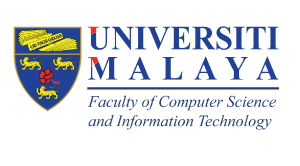 UNIVERSITI
MALAYA
Faculty of Computer Science
and Information Technology